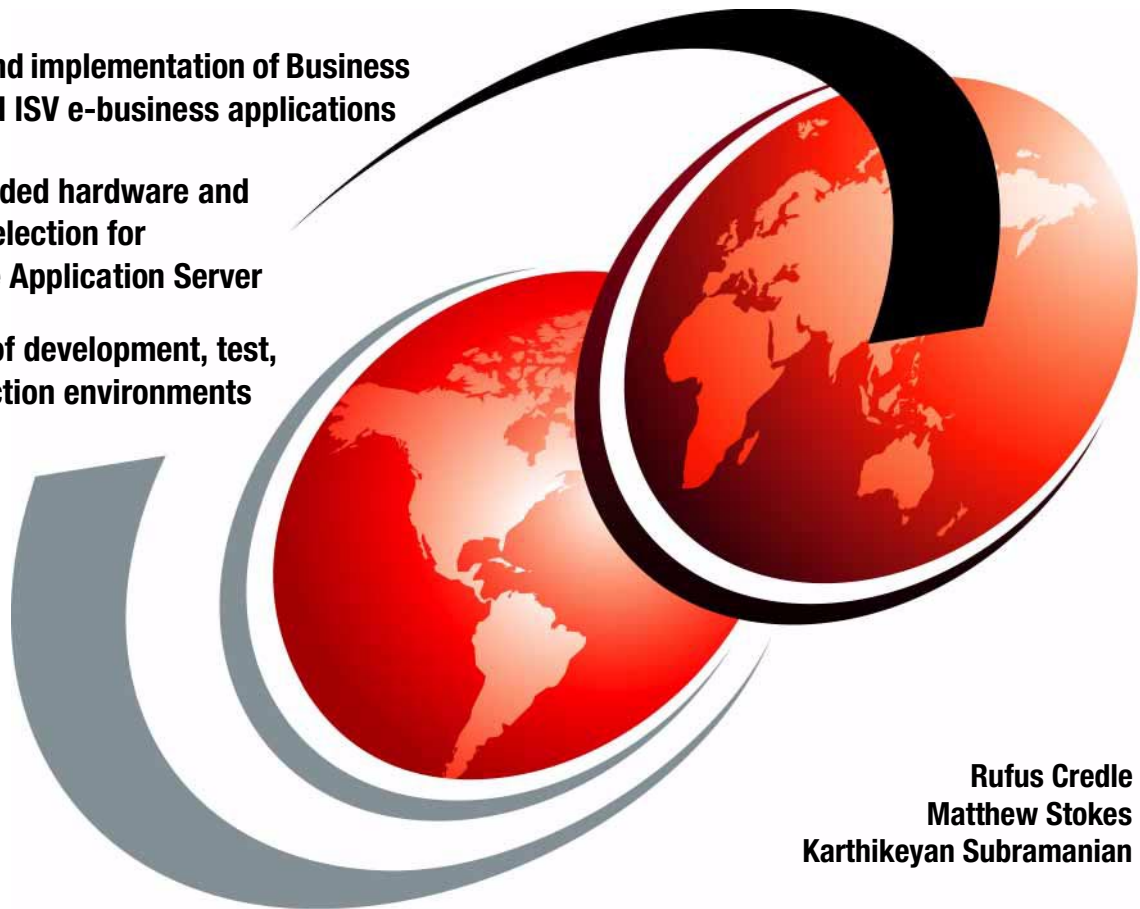 nd implementation of Business
ISV e-business applications
ded hardware and
election for
Application Server
of development, test,
ction environments
Rufus Credle
Matthew Stokes
Karthikeyan Subramanian